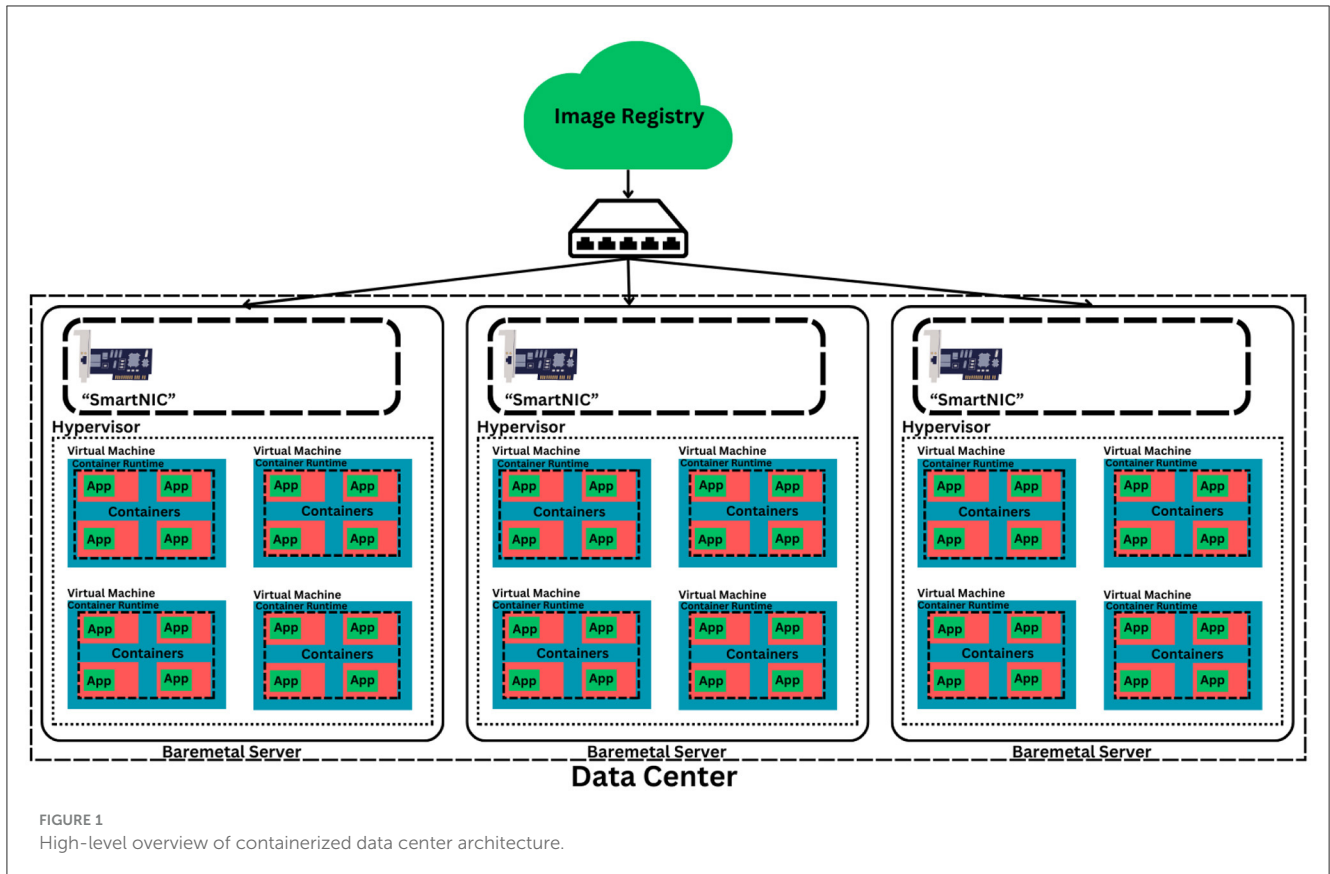 Image Registry
"SmartNIC"
Hypervisor
Virtual Machine
Container Runtime
App App
Containers
App App
Virtual Machine
Container Runtime
App App
Containers
App App
Virtual Machine
Container Runtime
App App
Containers
App App
Virtual Machine
Container Runtime
App App
Containers
App App
Baremetal Server
"SmartNIC"
Hypervisor
Virtual Machine
Container Runtime
App App
Containers
App App
Virtual Machine
Container Runtime
App App
Containers
App App
Virtual Machine
Container Runtime
App App
Containers
App App
Virtual Machine
Container Runtime
App App
Containers
App App
Baremetal Server
"SmartNIC"
Hypervisor
Virtual Machine
Container Runtime
App App
Containers
App App
Virtual Machine
Container Runtime
App App
Containers
App App
Virtual Machine
Container Runtime
App App
Containers
App App
Virtual Machine
Container Runtime
App App
Containers
App App
Baremetal Server
Data Center
FIGURE 1
High-level overview of containerized data center architecture.